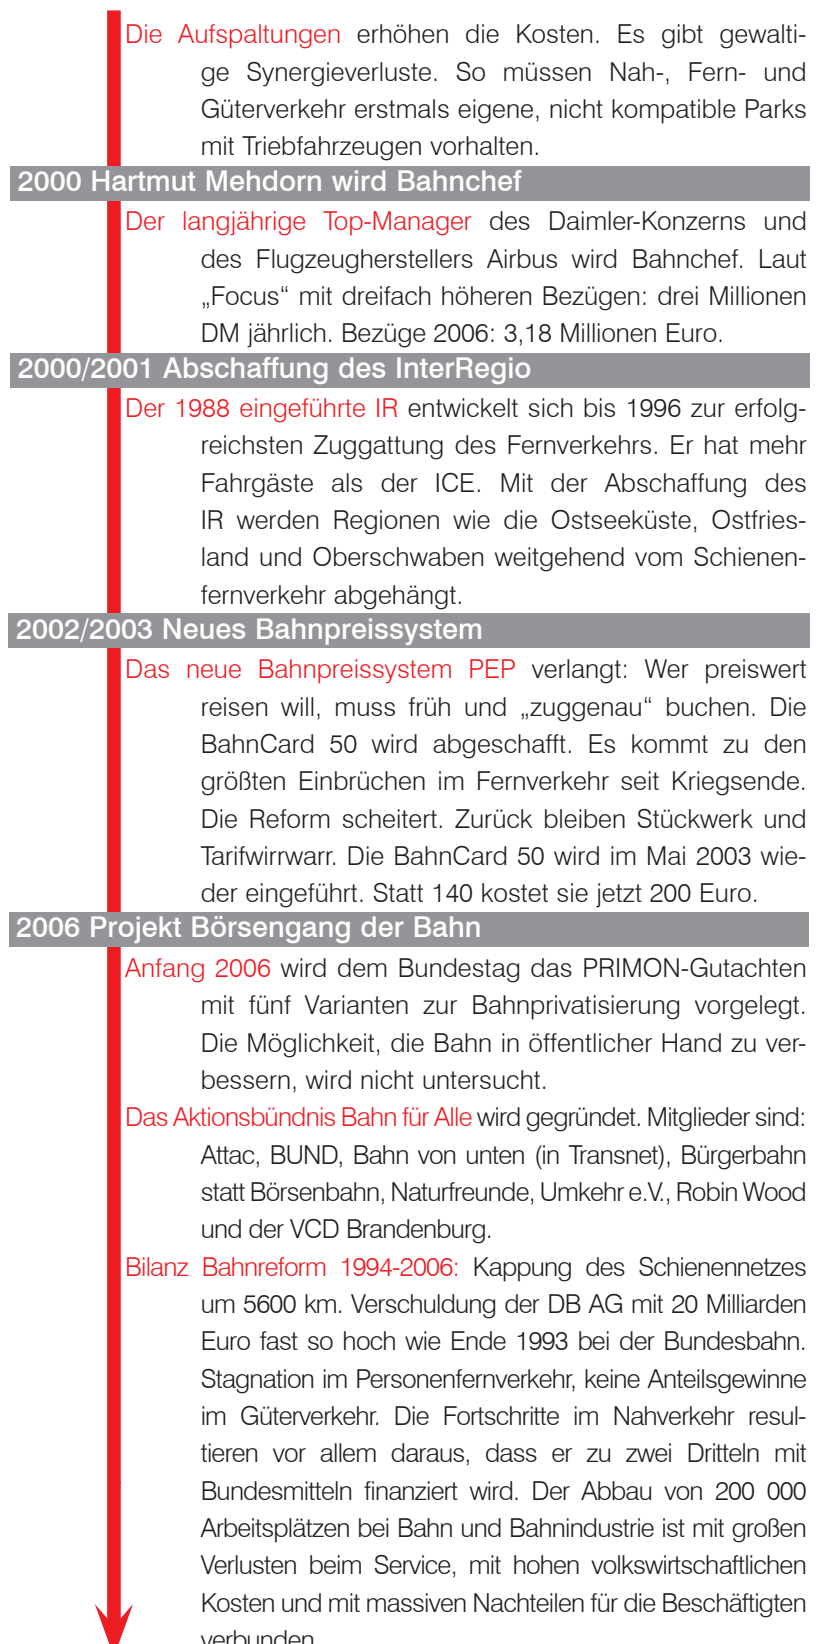 Die Aufspaltungen erhöhen die Kosten. Es gibt gewalti-
ge Synergieverluste. So müssen Nah-, Fern- und
Güterverkehr erstmals eigene, nicht kompatible Parks
mit Triebfahrzeugen vorhalten.
2000 Hartmut Mehdorn wird Bahnchef
Der langjährige Top-Manager des Daimler-Konzerns und
des Flugzeugherstellers Airbus wird Bahnchef. Laut
„Focus“ mit dreifach höheren Bezügen: drei Millionen
DM jährlich. Bezüge 2006: 3,18 Millionen Euro.
2000/2001 Abschaffung des InterRegio
Der 1988 eingeführte IR entwickelt sich bis 1996 zur erfolg-
reichsten Zuggattung des Fernverkehrs. Er hat mehr
Fahrgäste als der ICE. Mit der Abschaffung des
IR werden Regionen wie die Ostseeküste, Ostfries-
land und Oberschwaben weitgehend vom Schienen-
fernverkehr abgehängt.
2002/2003 Neues Bahnpreissystem
Das neue Bahnpreissystem PEP verlangt: Wer preiswert
reisen will, muss früh und „zuggenau“ buchen. Die
BahnCard 50 wird abgeschafft. Es kommt zu den
größten Einbrüchen im Fernverkehr seit Kriegsende.
Die Reform scheitert. Zurück bleiben Stückwerk und
Tarifwirrwarr. Die BahnCard 50 wird im Mai 2003 wie-
der eingeführt. Statt 140 kostet sie jetzt 200 Euro.
2006 Projekt Börsengang der Bahn
Anfang 2006 wird dem Bundestag das PRIMON-Gutachten
mit fünf Varianten zur Bahnprivatisierung vorgelegt.
Die Möglichkeit, die Bahn in öffentlicher Hand zu ver-
bessern, wird nicht untersucht.
Das Aktionsbündnis Bahn für Alle wird gegründet. Mitglieder sind:
Attac, BUND, Bahn von unten (in Transnet), Bürgerbahn
statt Börsenbahn, Naturfreunde, Umkehr e.V., Robin Wood
und der VCD Brandenburg.
Bilanz Bahnreform 1994-2006: Kappung des Schienennetzes
um 5600 km. Verschuldung der DB AG mit 20 Milliarden
Euro fast so hoch wie Ende 1993 bei der Bundesbahn.
Stagnation im Personenfernverkehr, keine Anteilsgewinne
im Güterverkehr. Die Fortschritte im Nahverkehr resul-
tieren vor allem daraus, dass er zu zwei Dritteln mit
Bundesmitteln finanziert wird. Der Abbau von 200 000
Arbeitsplätzen bei Bahn und Bahnindustrie ist mit großen
Verlusten beim Service, mit hohen volkswirtschaftlichen
Kosten und mit massiven Nachteilen für die Beschäftigten
verbunden.